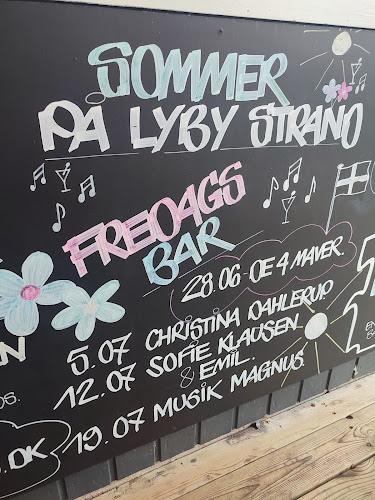 SOMMER
PÅ LYBY STRAND
FREDAGS
BAR
28.06 - DE 4 MAVER.
5.07 CHRISTINA DAHLERUP
12.07 SOFIE KLAUSEN
& EMIL.
19.07 MUSIK MAGNUS.
.DK